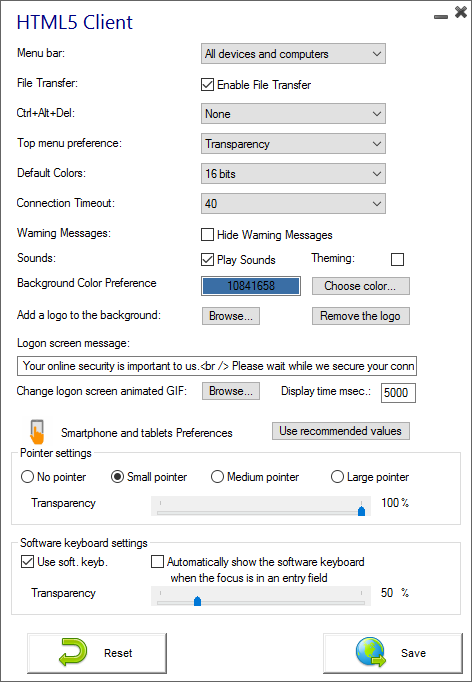 HTML5 Client
Menu bar: All devices and computers
File Transfer: Enable File Transfer
Ctrl+Alt+Del: None
Top menu preference: Transparency
Default Colors: 16 bits
Connection Timeout: 40
Warning Messages: Hide Warning Messages
Sounds: Play Sounds Theming:
Background Color Preference 10841658 Choose color...
Add a logo to the background: Browse... Remove the logo
Logon screen message:
Your online security is important to us.<br /> Please wait while we secure your conn
Change logon screen animated GIF: Browse... Display time msec.: 5000
Smartphone and tablets Preferences Use recommended values
Pointer settings
No pointer Small pointer Medium pointer Large pointer
Transparency 100 %
Software keyboard settings
Use soft. keyb. Automatically show the software keyboard
when the focus is in an entry field
Transparency 50 %
Reset Save